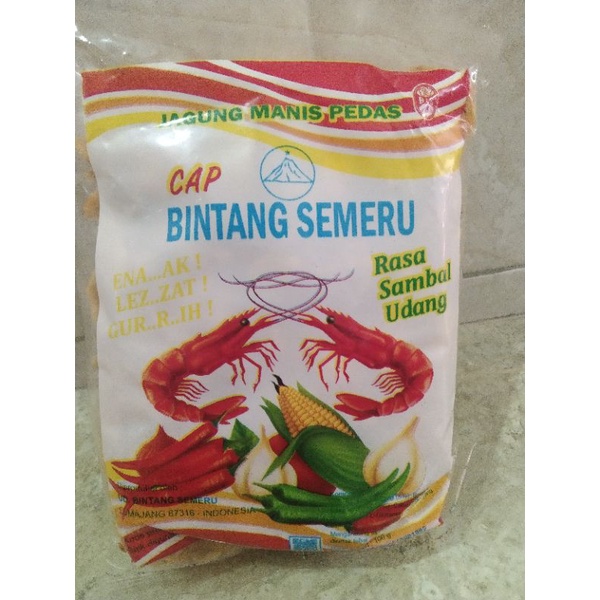 JAGUNG MANIS PEDAS
CAP
BINTANG SEMERU
ENA...AK !
LEZ..ZAT !
GUR..R..IH !
Rasa
Sambal
Udang
BINTANG SEMERU
67316 - INDONESIA
100 g